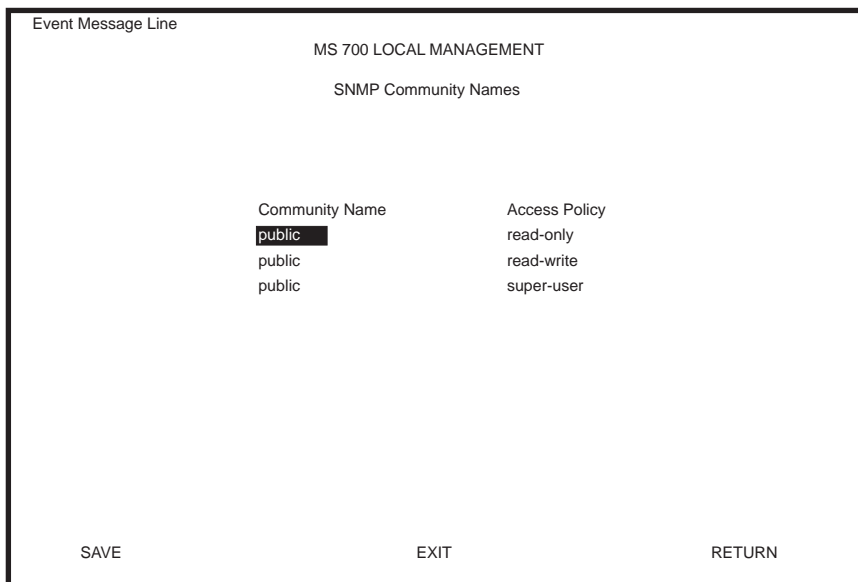 Event Message Line
MS 700 LOCAL MANAGEMENT
SNMP Community Names
Community Name Access Policy
public read-only
public read-write
public super-user
SAVE EXIT RETURN